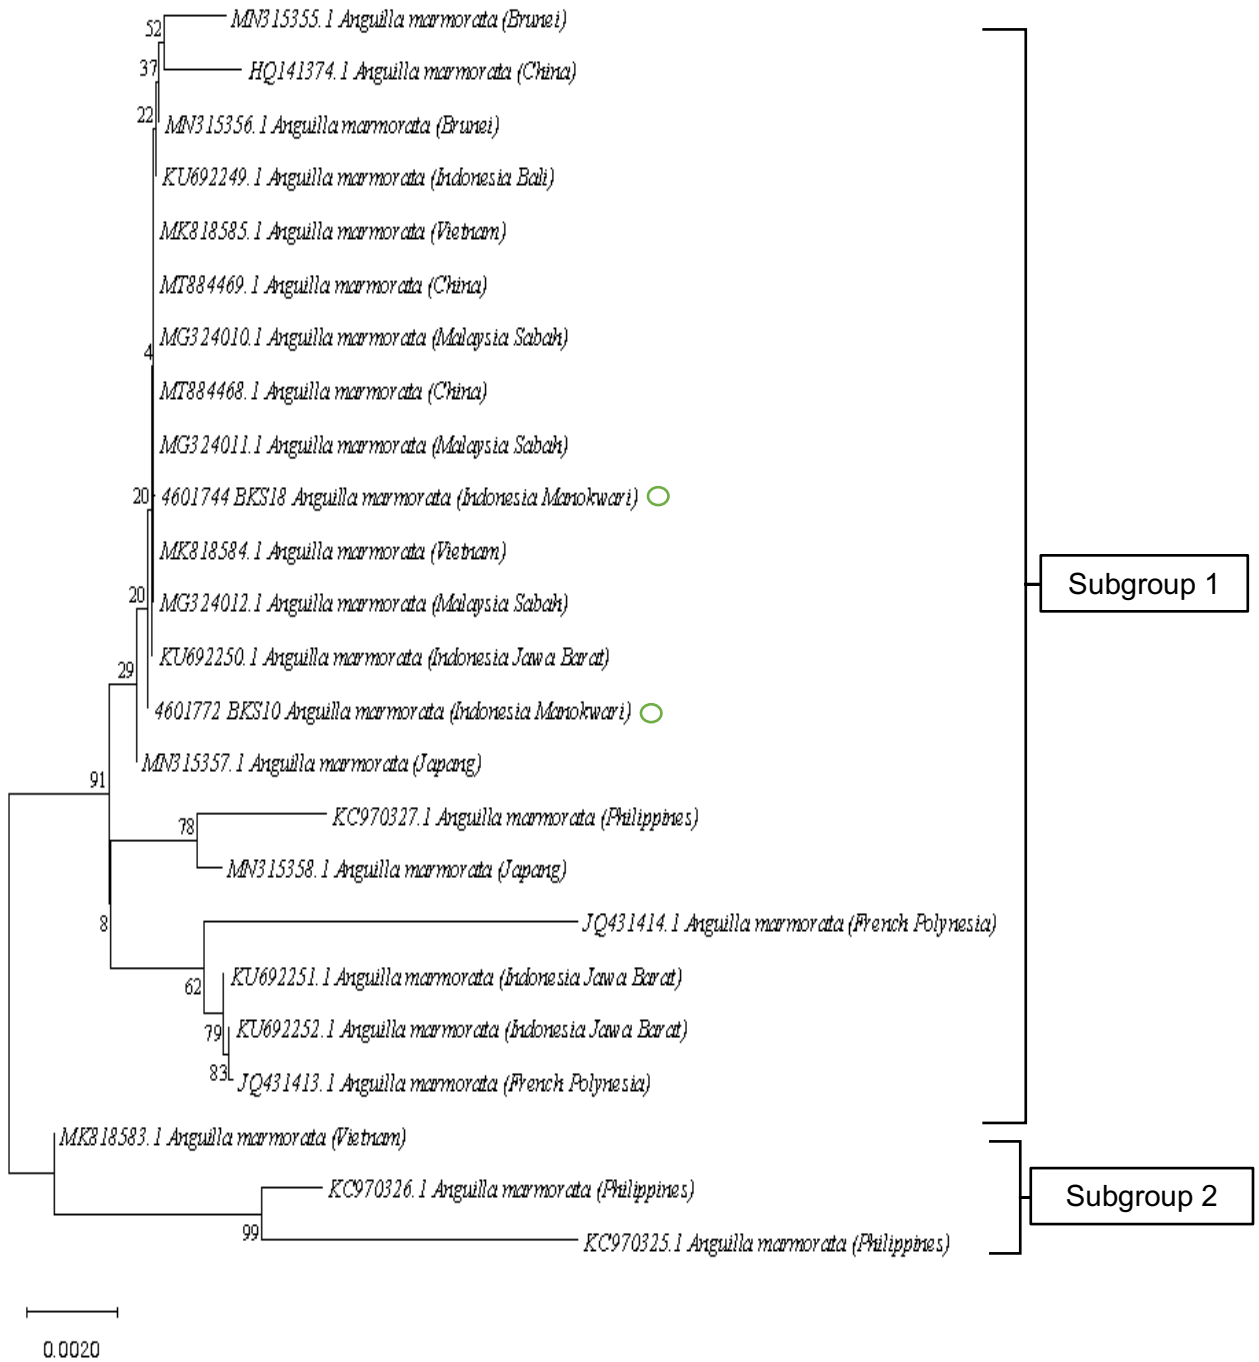 52
MN315355.1 Anguilla marmorata (Brunei)
37
HQ141374.1 Anguilla marmorata (China)
22
MN315356.1 Anguilla marmorata (Brunei)
KU692249.1 Anguilla marmorata (Indonesia Bali)
MK818585.1 Anguilla marmorata (Vietnam)
MT884469.1 Anguilla marmorata (China)
MG324010.1 Anguilla marmorata (Malaysia Sabah)
4
MT884468.1 Anguilla marmorata (China)
MG324011.1 Anguilla marmorata (Malaysia Sabah)
20
4601744 BKS18 Anguilla marmorata (Indonesia Manokwari)
MK818584.1 Anguilla marmorata (Vietnam)
Subgroup 1
20
MG324012.1 Anguilla marmorata (Malaysia Sabah)
KU692250.1 Anguilla marmorata (Indonesia Jawa Barat)
29
4601772 BKS10 Anguilla marmorata (Indonesia Manokwari)
MN315357.1 Anguilla marmorata (Japang)
91
KC970327.1 Anguilla marmorata (Philippines)
78
MN315358.1 Anguilla marmorata (Japang)
8
JQ431414.1 Anguilla marmorata (French Polynesia)
KU692251.1 Anguilla marmorata (Indonesia Jawa Barat)
62
KU692252.1 Anguilla marmorata (Indonesia Jawa Barat)
79
83
JQ431413.1 Anguilla marmorata (French Polynesia)
MK818583.1 Anguilla marmorata (Vietnam)
KC970326.1 Anguilla marmorata (Philippines)
Subgroup 2
99
KC970325.1 Anguilla marmorata (Philippines)
0.0020